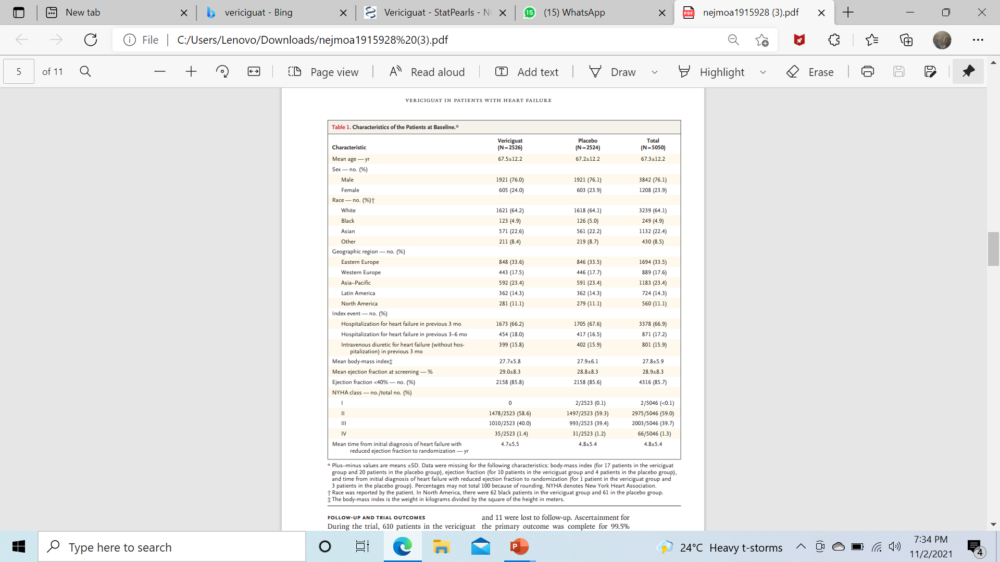 New tab
vericiguat - Bing
Vericiguat - StatPearls - NC
15
(15) WhatsApp
PDF
nejmoa1915928 (3).pdf
File
C:/Users/Lenovo/Downloads/nejmoa1915928%20(3).pdf
5 of 11
Page view
Read aloud
Add text
Draw
Highlight
Erase
VERICIGUAT IN PATIENTS WITH HEART FAILURE
Table 1. Characteristics of the Patients at Baseline.*
Characteristic Vericiguat (N=2526) Placebo (N=2524) Total (N=5050)
Mean age — yr 67.5±12.2 67.2±12.2 67.3±12.2
Sex — no. (%)
Male 1921 (76.0) 1921 (76.1) 3842 (76.1)
Female 605 (24.0) 603 (23.9) 1208 (23.9)
Race — no. (%)†
White 1621 (64.2) 1618 (64.1) 3239 (64.1)
Black 123 (4.9) 126 (5.0) 249 (4.9)
Asian 571 (22.6) 561 (22.2) 1132 (22.4)
Other 211 (8.4) 219 (8.7) 430 (8.5)
Geographic region — no. (%)
Eastern Europe 848 (33.6) 846 (33.5) 1694 (33.5)
Western Europe 443 (17.5) 446 (17.7) 889 (17.6)
Asia–Pacific 592 (23.4) 591 (23.4) 1183 (23.4)
Latin America 362 (14.3) 362 (14.3) 724 (14.3)
North America 281 (11.1) 279 (11.1) 560 (11.1)
Index event — no. (%)
Hospitalization for heart failure in previous 3 mo 1673 (66.2) 1705 (67.6) 3378 (66.9)
Hospitalization for heart failure in previous 3–6 mo 454 (18.0) 417 (16.5) 871 (17.2)
Intravenous diuretic for heart failure (without hos- 399 (15.8) 402 (15.9) 801 (15.9)
pitalization) in previous 3 mo
Mean body-mass index‡ 27.7±5.8 27.9±6.1 27.8±5.9
Mean ejection fraction at screening — % 29.0±8.3 28.8±8.3 28.9±8.3
Ejection fraction <40% — no. (%) 2158 (85.8) 2158 (85.6) 4316 (85.7)
NYHA class — no./total no. (%)
I 0 2/2523 (0.1) 2/5046 (<0.1)
II 1478/2523 (58.6) 1497/2523 (59.3) 2975/5046 (59.0)
III 1010/2523 (40.0) 993/2523 (39.4) 2003/5046 (39.7)
IV 35/2523 (1.4) 31/2523 (1.2) 66/5046 (1.3)
Mean time from initial diagnosis of heart failure with 4.7±5.5 4.8±5.4 4.8±5.4
reduced ejection fraction to randomization — yr
* Plus–minus values are means ±SD. Data were missing for the following characteristics: body-mass index (for 17 patients in the vericiguat
group and 20 patients in the placebo group), ejection fraction (for 10 patients in the vericiguat group and 4 patients in the placebo group),
and time from initial diagnosis of heart failure with reduced ejection fraction to randomization (for 1 patient in the vericiguat group and
3 patients in the placebo group). Percentages may not total 100 because of rounding. NYHA denotes New York Heart Association.
† Race was reported by the patient. In North America, there were 62 black patients in the vericiguat group and 61 in the placebo group.
‡ The body-mass index is the weight in kilograms divided by the square of the height in meters.
FOLLOW-UP AND TRIAL OUTCOMES
During the trial, 610 patients in the vericiguat
and 11 were lost to follow-up. Ascertainment for
the primary outcome was complete for 99.5%
Type here to search
P
24°C Heavy t-storms
7:34 PM
11/2/2021
4